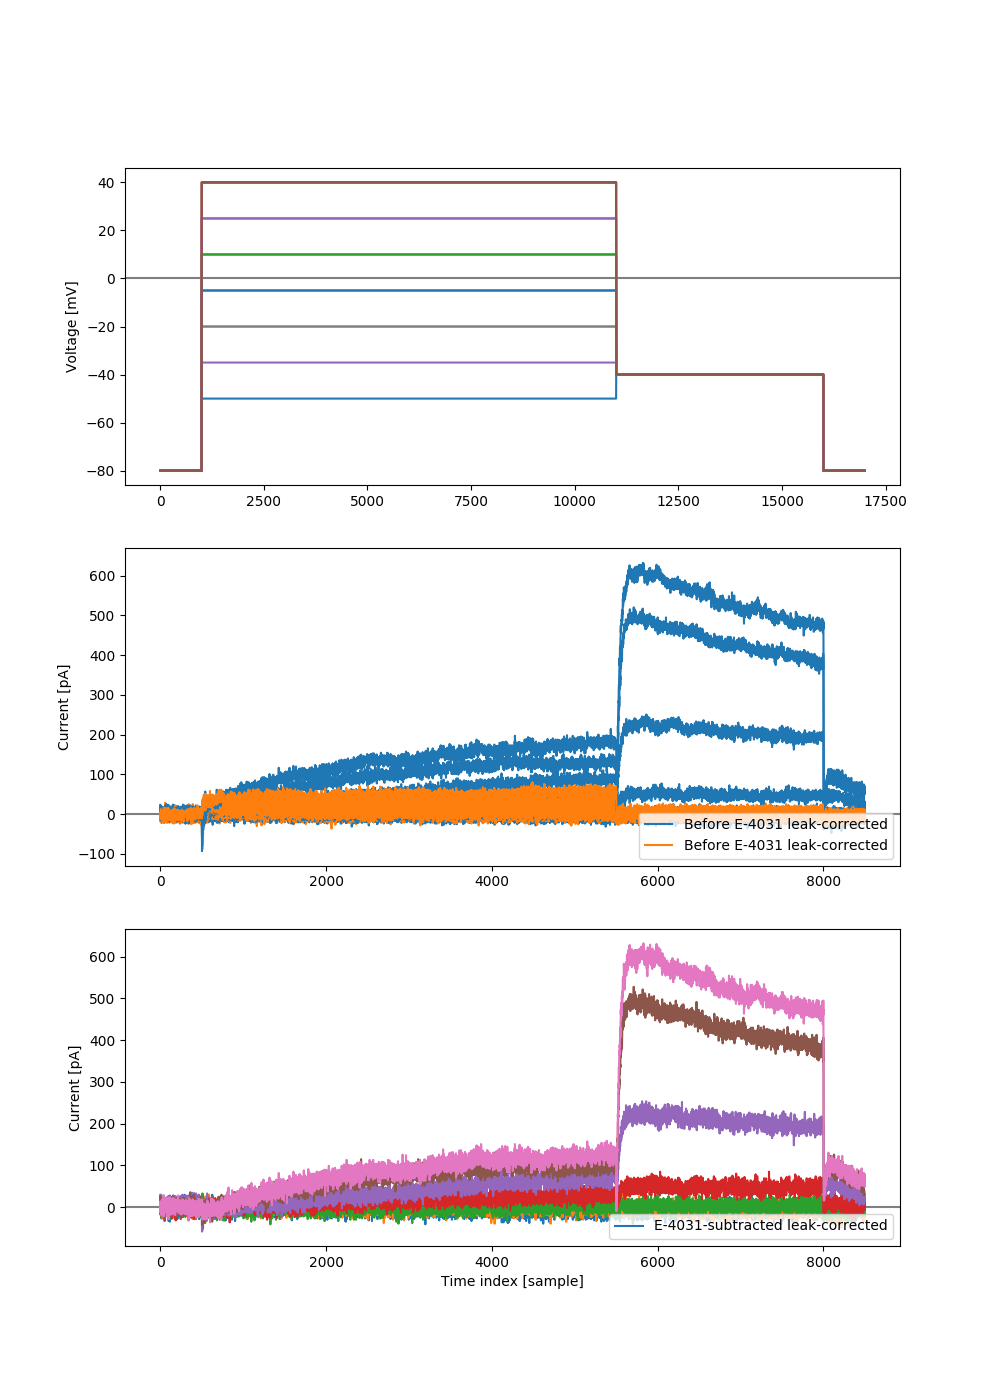 40
20
0
−20
−40
−60
−80
Voltage [mV]
0 2500 5000 7500 10000 12500 15000 17500
600
500
400
300
200
100
0
−100
Current [pA]
Before E-4031 leak-corrected
Before E-4031 leak-corrected
0 2000 4000 6000 8000
600
500
400
300
200
100
0
Current [pA]
E-4031-subtracted leak-corrected
0 2000 4000 6000 8000
Time index [sample]